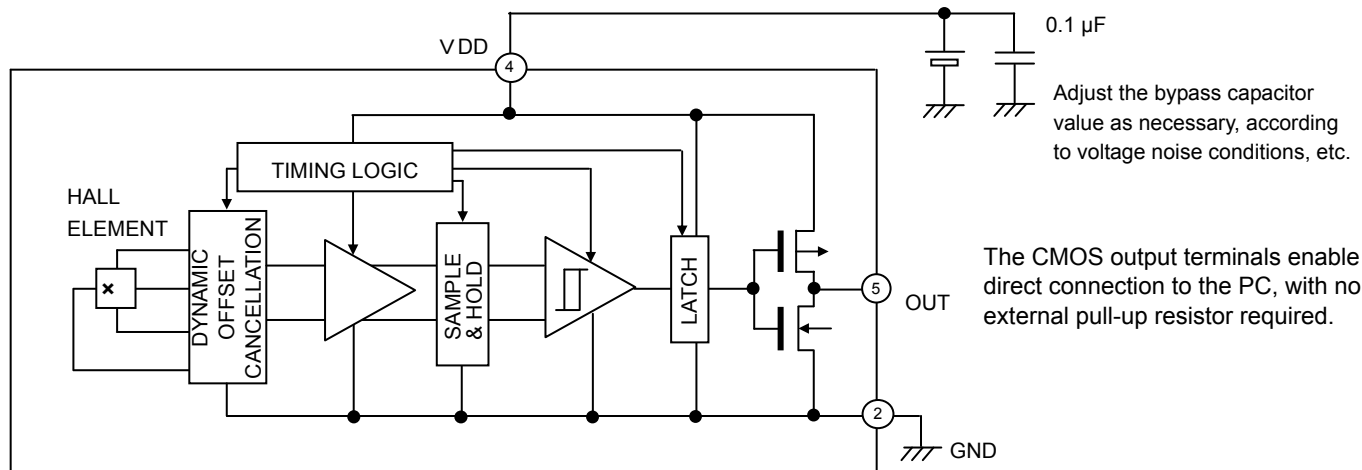 0.1 µF
VDD
4
Adjust the bypass capacitor
value as necessary, according
to voltage noise conditions, etc.
TIMING LOGIC
HALL
ELEMENT
×
DYNAMIC
OFFSET
CANCELLATION
SAMPLE
& HOLD
LATCH
The CMOS output terminals enable
direct connection to the PC, with no
external pull-up resistor required.
5
OUT
2
GND